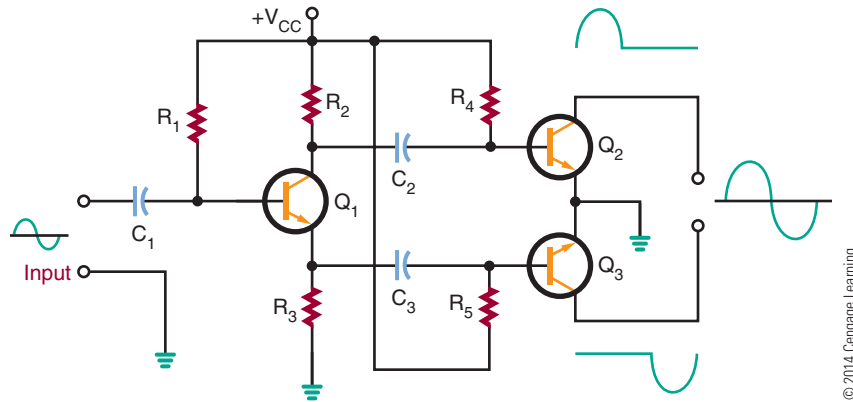 +VCC
R1
R2
R4
Q2
C2
Q1
C1
Input
Q3
C3
R5
R3
© 2014 Cengage Learning